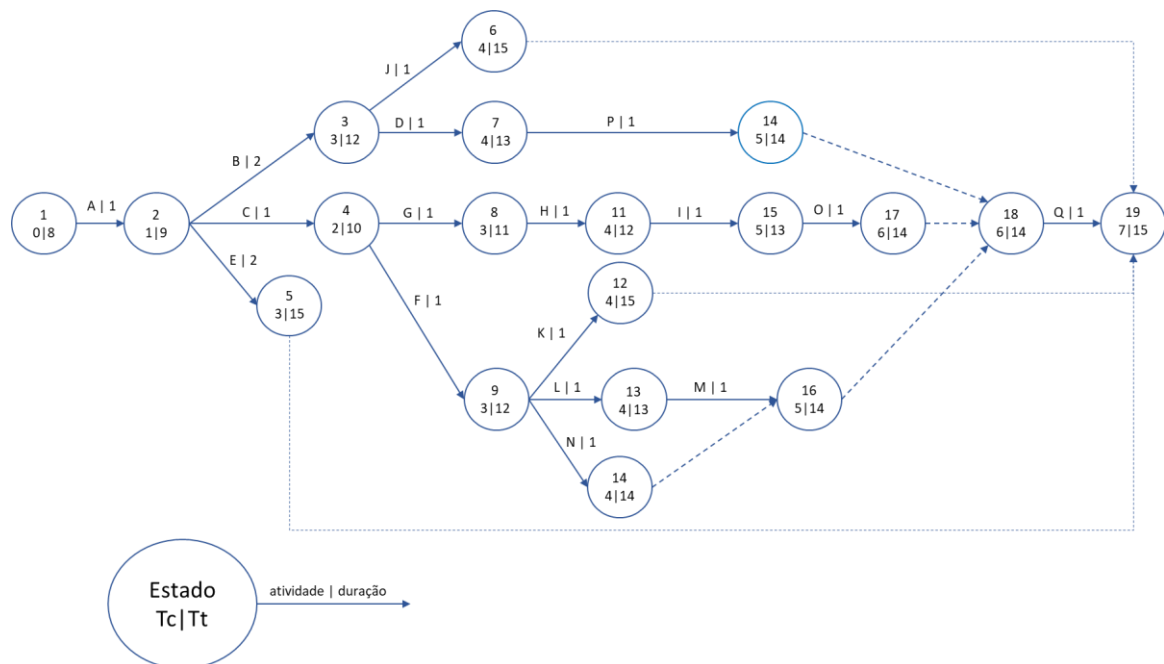 6
4|15
J | 1
3
3|12
D | 1
7
4|13
P | 1
14
5|14
B | 2
1
0|8
A | 1
2
1|9
C | 1
4
2|10
G | 1
8
3|11
H | 1
11
4|12
I | 1
15
5|13
O | 1
17
6|14
18
6|14
Q | 1
19
7|15
E | 2
5
3|15
F | 1
12
4|15
K | 1
9
3|12
L | 1
13
4|13
M | 1
16
5|14
N | 1
14
4|14
Estado
Tc|Tt
atividade | duração